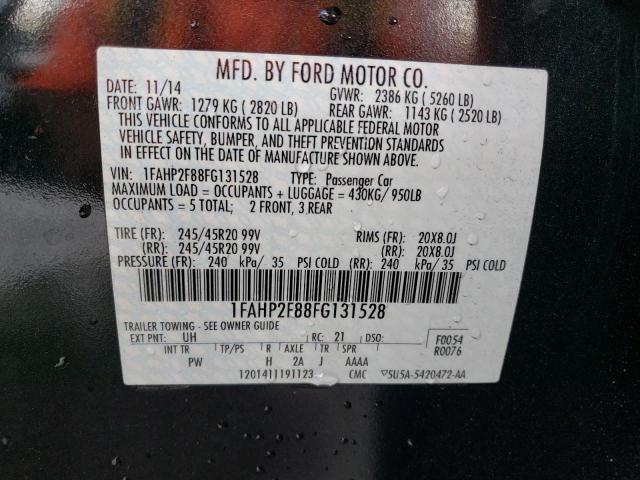 MFD. BY FORD MOTOR CO.
DATE: 11/14 GVWR: 2386 KG ( 5260 LB)
FRONT GAWR: 1279 KG ( 2820 LB) REAR GAWR: 1143 KG ( 2520 LB)
THIS VEHICLE CONFORMS TO ALL APPLICABLE FEDERAL MOTOR
VEHICLE SAFETY, BUMPER, AND THEFT PREVENTION STANDARDS
IN EFFECT ON THE DATE OF MANUFACTURE SHOWN ABOVE.
VIN: 1FAHP2F88FG131528 TYPE: Passenger Car
MAXIMUM LOAD = OCCUPANTS + LUGGAGE = 430KG/ 950LB
OCCUPANTS = 5 TOTAL; 2 FRONT, 3 REAR
TIRE (FR): 245/45R20 99V RIMS (FR): 20X8.0J
(RR): 245/45R20 99V (RR): 20X8.0J
PRESSURE (FR): 240 kPa/ 35 PSI COLD (RR): 240 kPa/ 35 PSI COLD
1FAHP2F88FG131528
TRAILER TOWING - SEE OWNER GUIDE
EXT PNT: UH RC: 21 DSO: F0054
INT TR TP/PS R AXLE TR SPR R0076
PW H 2A J AAAA
1201411191123 CMC ▽5U5A-5420472-AA